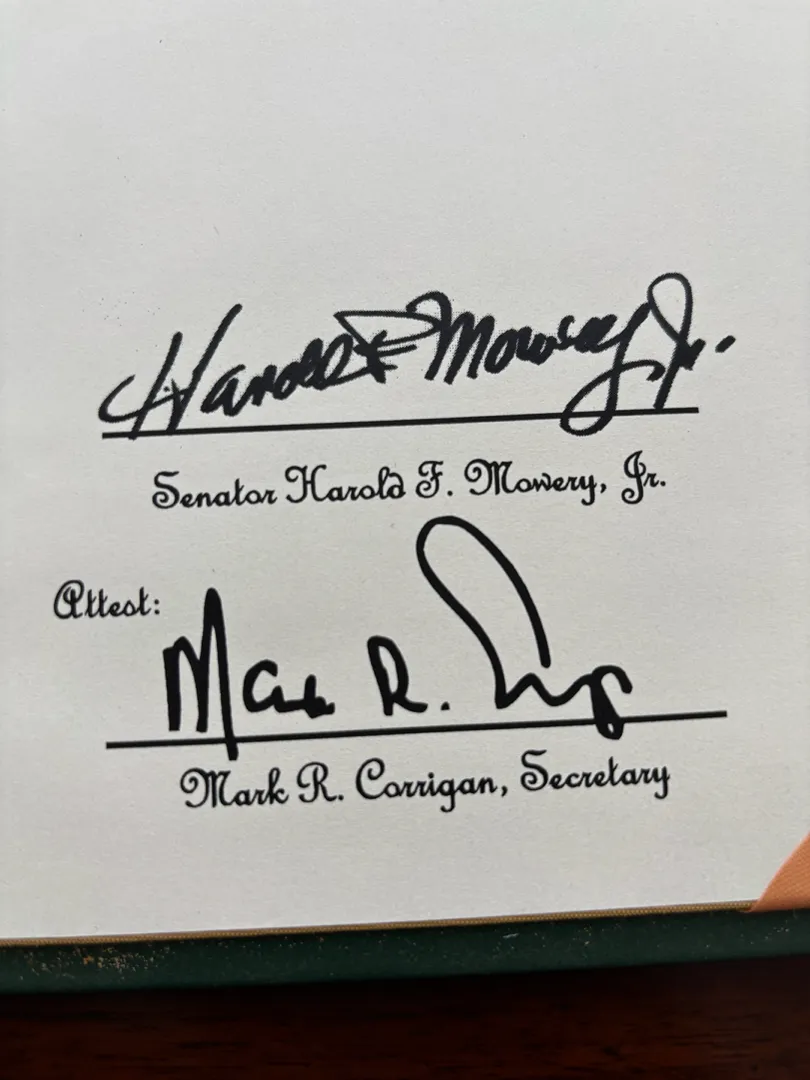 Harold F Mowery Jr.
Senator Harold F. Mowery, Jr.
Attest:
Mark R.
Mark R. Corrigan, Secretary